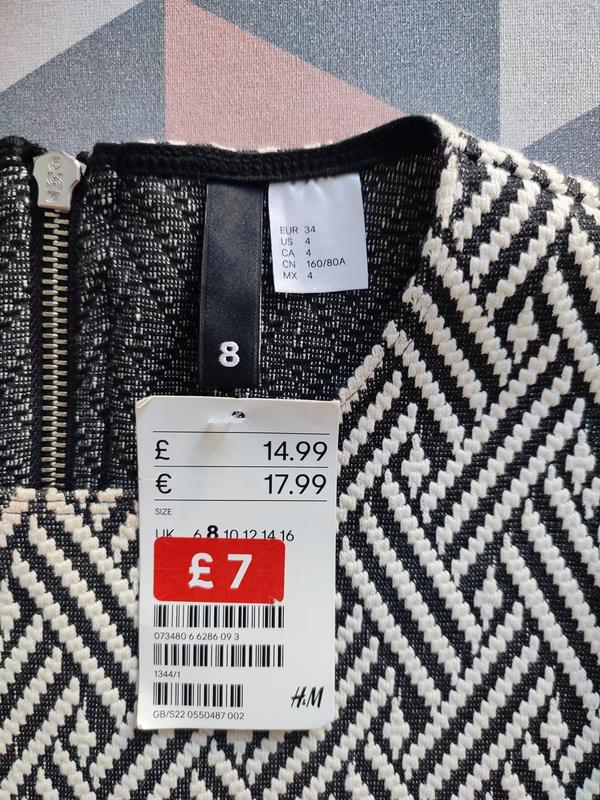 EUR 34
US 4
CA 4
CN 160/80A
MX 4
8
£ 14.99
€ 17.99
SIZE
UK 6 8 10 12 14 16
£7
073480 6 6286 09 3
1344/1
H&M
GB/S22 0550487 002